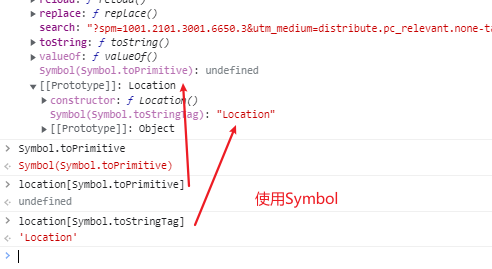 reload: ƒ reload()
replace: ƒ replace()
search: "?spm=1001.2101.3001.6650.3&utm_medium=distribute.pc_relevant.none-ta
toString: ƒ toString()
valueOf: ƒ valueOf()
Symbol(Symbol.toPrimitive): undefined
[[Prototype]]: Location
constructor: ƒ Location()
Symbol(Symbol.toStringTag): "Location"
[[Prototype]]: Object
Symbol.toPrimitive
Symbol(Symbol.toPrimitive)
location[Symbol.toPrimitive]
undefined
使用Symbol
location[Symbol.toStringTag]
'Location'